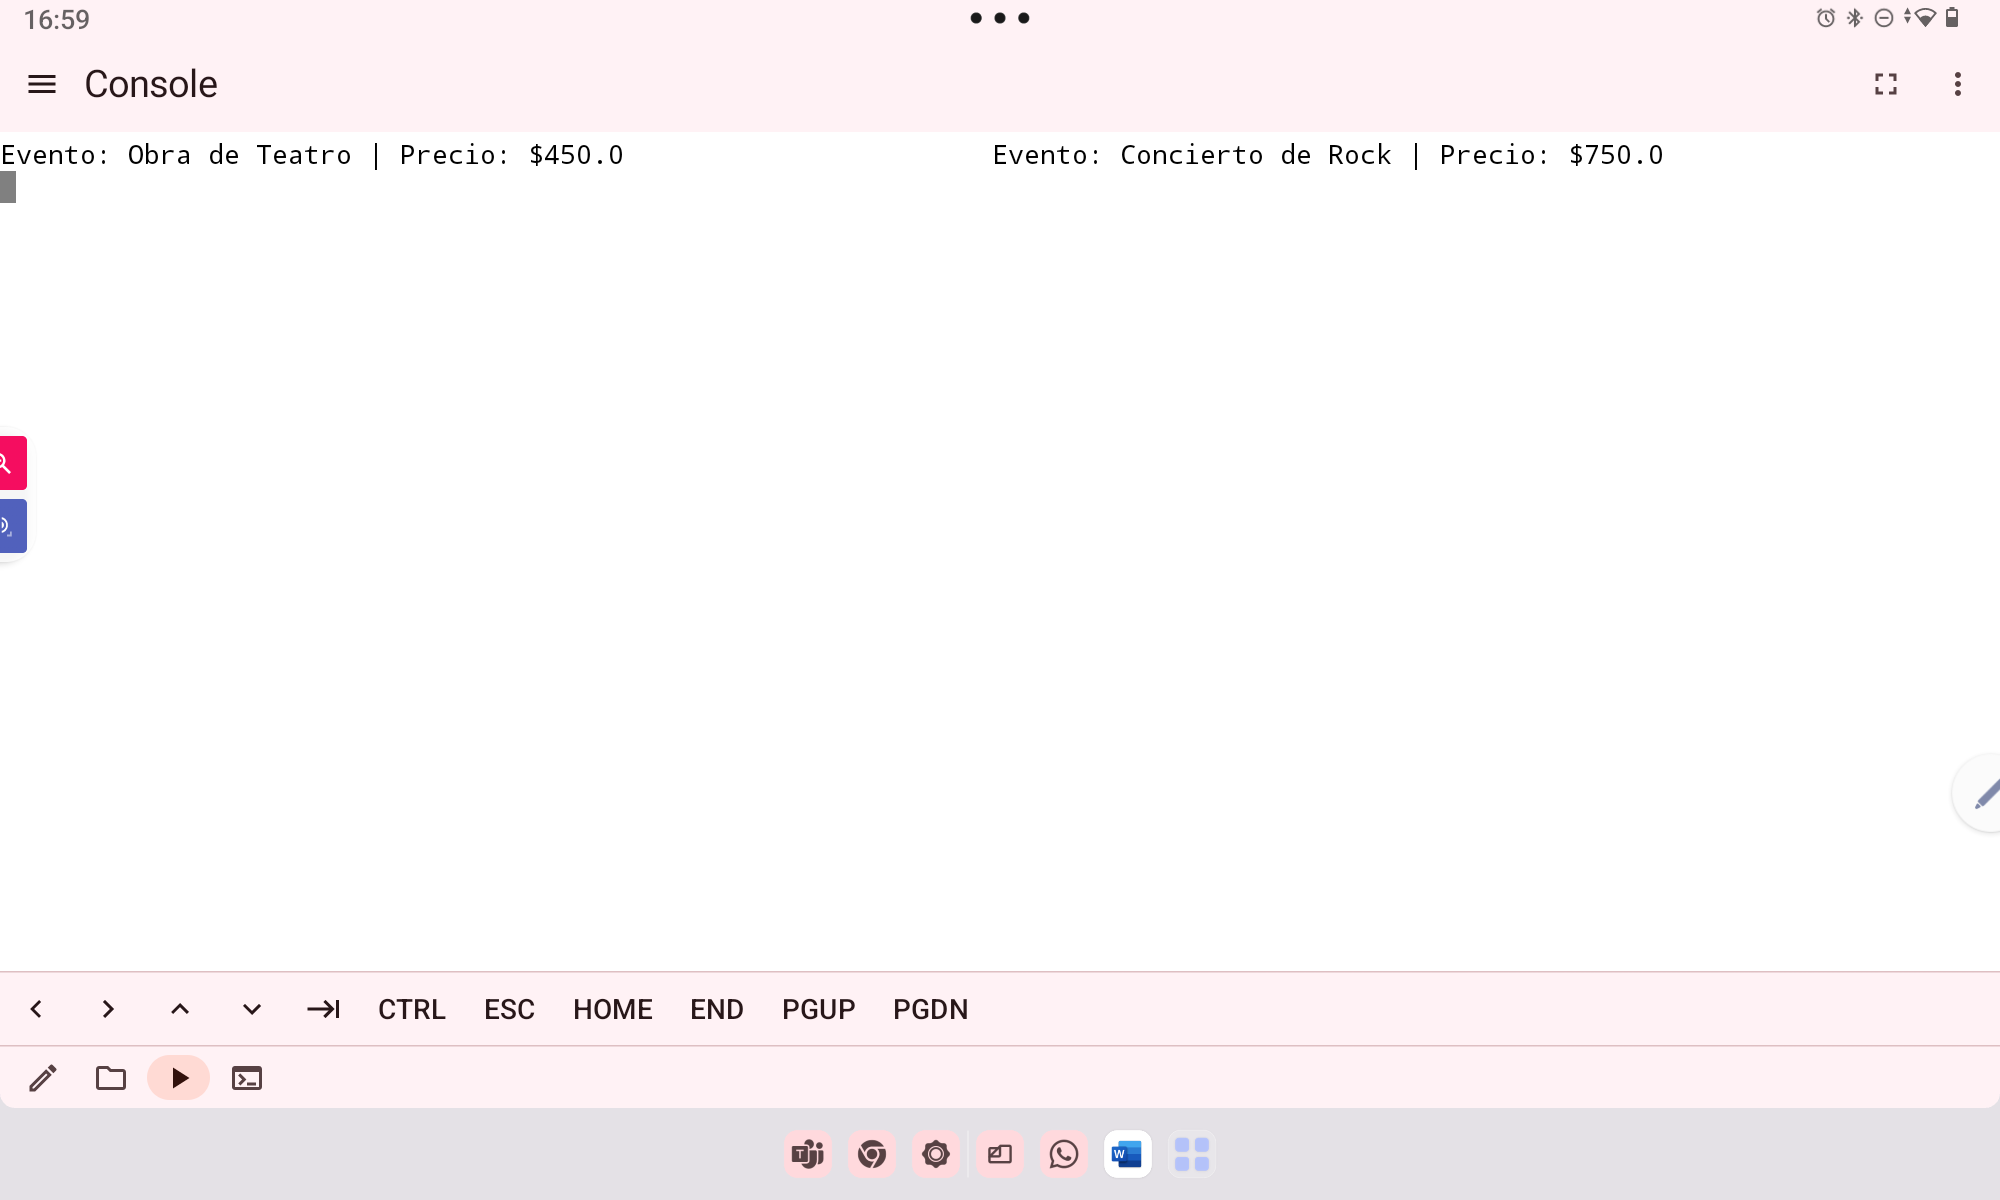 16:59
Console
Evento: Obra de Teatro | Precio: $450.0 Evento: Concierto de Rock | Precio: $750.0
CTRL ESC HOME END PGUP PGDN